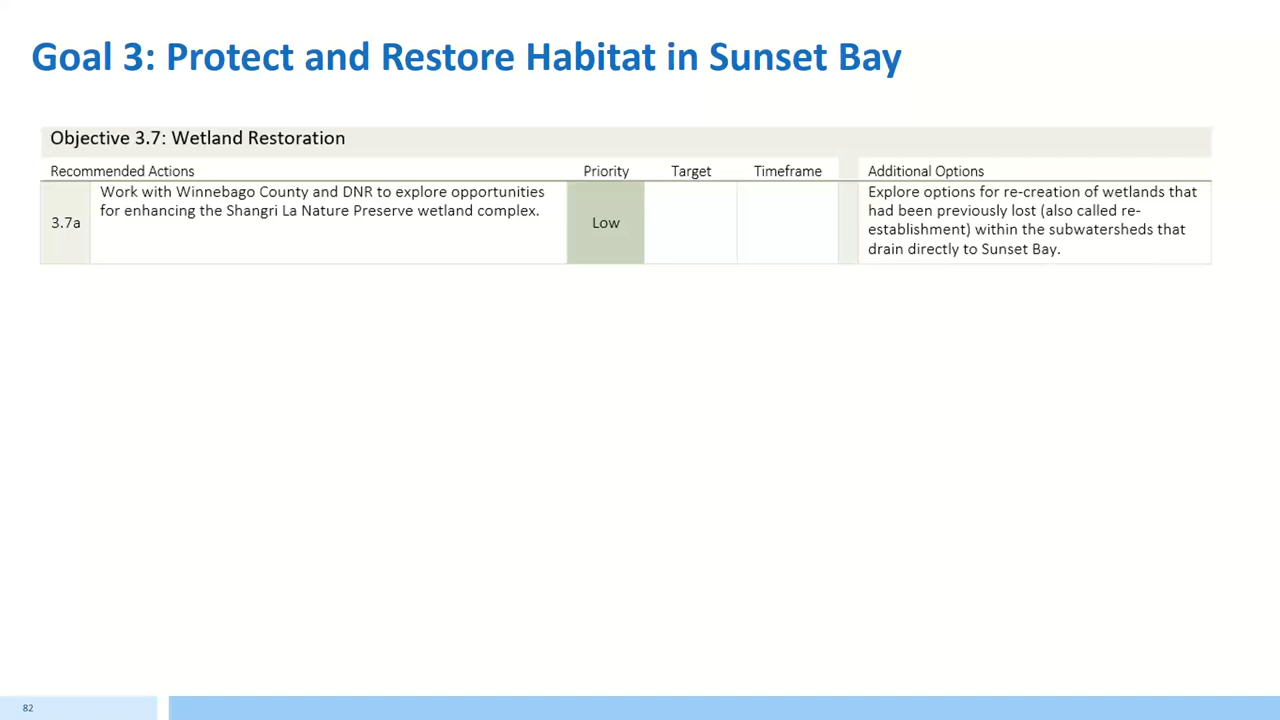 Goal 3: Protect and Restore Habitat in Sunset Bay
Objective 3.7: Wetland Restoration
Recommended Actions Priority Target Timeframe Additional Options
3.7a
Work with Winnebago County and DNR to explore opportunities
for enhancing the Shangri La Nature Preserve wetland complex.
Low
Explore options for re-creation of wetlands that
had been previously lost (also called re-
establishment) within the subwatersheds that
drain directly to Sunset Bay.
82